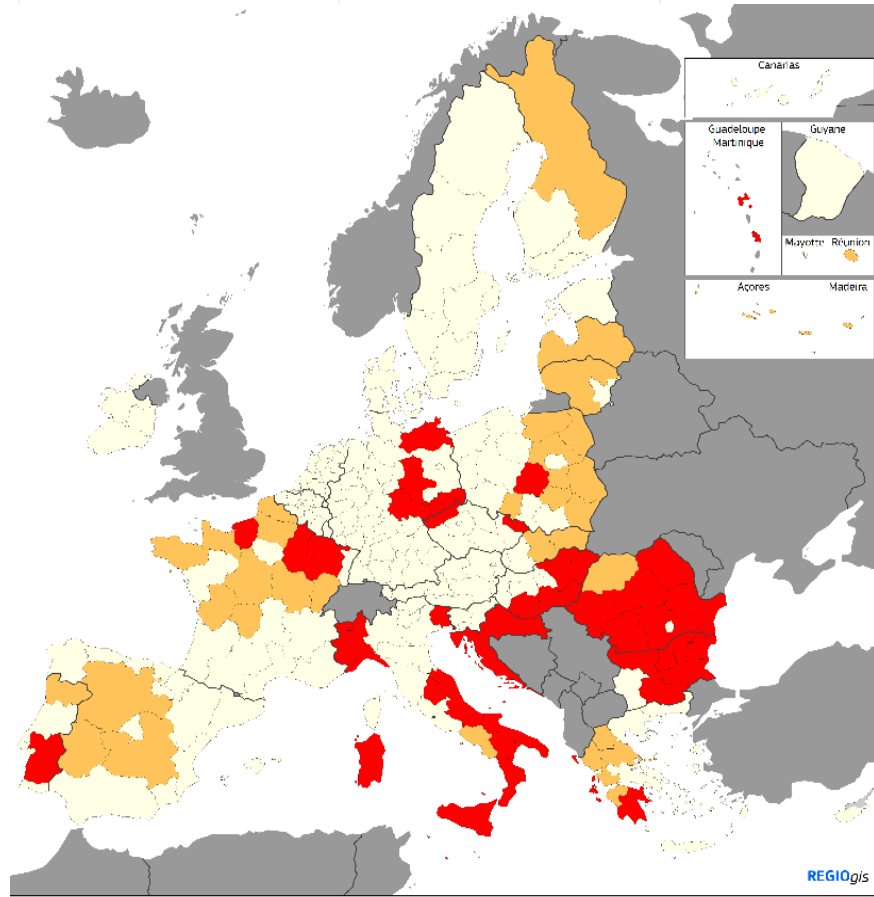 Canarias
Guadeloupe
Martinique
Guyane
Mayotte
Réunion
Açores
Madeira
REGIOgis